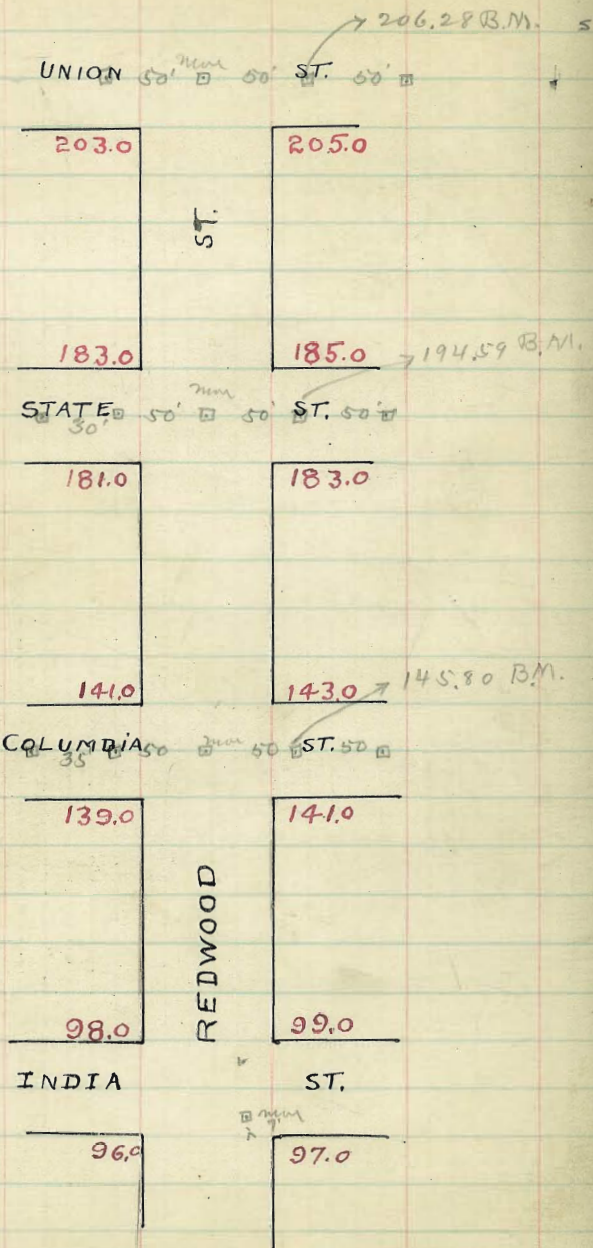 206.28 B.M.
UNION 50' mon 50' ST. 50'
203.0 205.0
ST.
183.0 185.0
194.59 B.M.
STATE 30' 50' mon 50' ST. 50'
181.0 183.0
141.0 143.0
145.80 B.M.
COLUMBIA 35' 50 mon 50 ST. 50
139.0 141.0
REDWOOD
98.0 99.0
INDIA ST.
mon
96.0 97.0